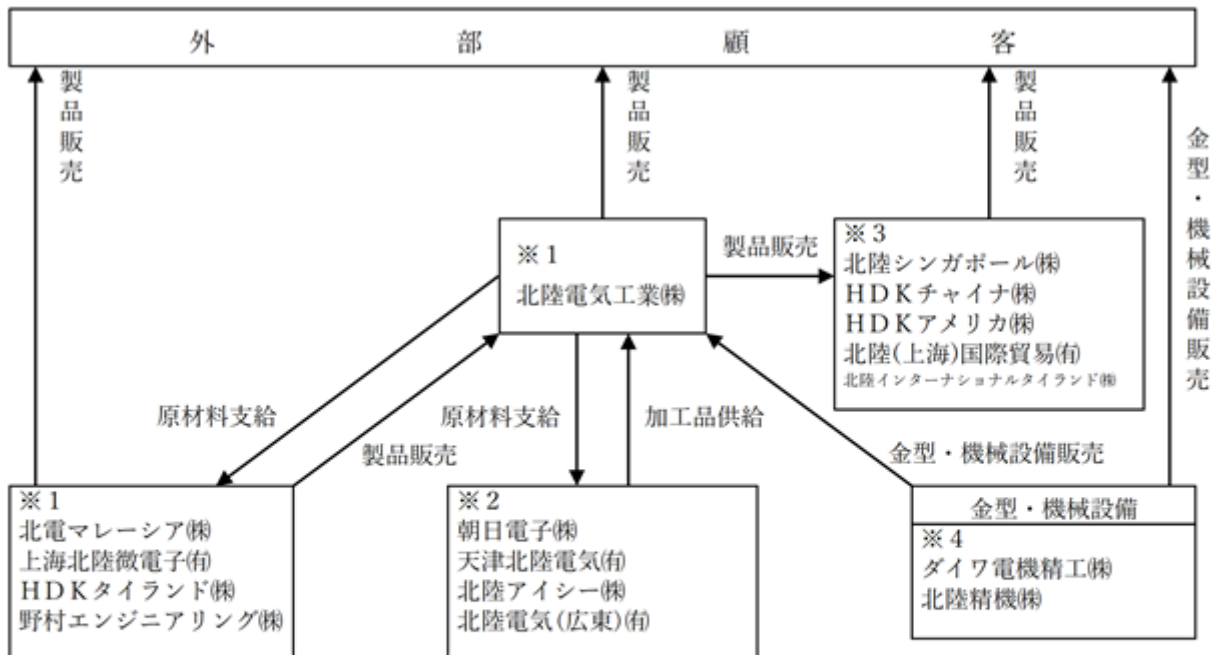 外部顧客
製品販売
製品販売
製品販売
金型・機械設備販売
※1
北陸電気工業㈱
製品販売
※3
北陸シンガポール㈱
HDKチャイナ㈱
HDKアメリカ㈱
北陸(上海)国際貿易㈲
北陸インターナショナルタイランド㈱
原材料支給
製品販売
原材料支給
加工品供給
金型・機械設備販売
※1
北電マレーシア㈱
上海北陸微電子㈲
HDKタイランド㈱
野村エンジニアリング㈱
※2
朝日電子㈱
天津北陸電気㈲
北陸アイシー㈱
北陸電気(広東)㈲
金型・機械設備
※4
ダイワ電機精工㈱
北陸精機㈱